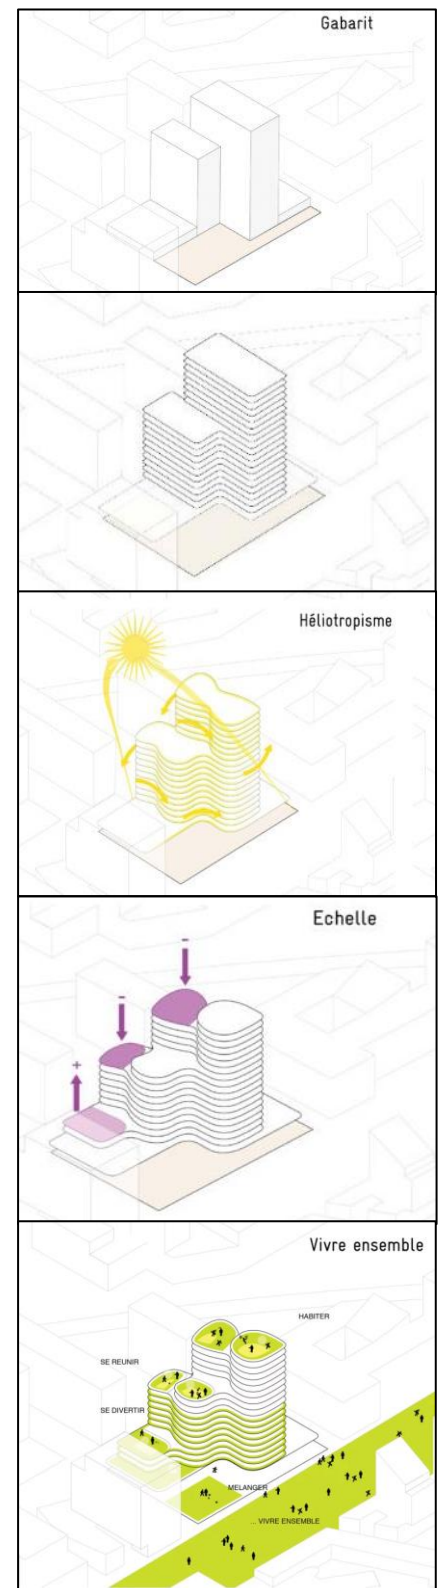 Gabarit
Héliotropisme
Echelle
-
-
+
Vivre ensemble
HABITER
SE REUNIR
SE DIVERTIR
MELANGER
... VIVRE ENSEMBLE